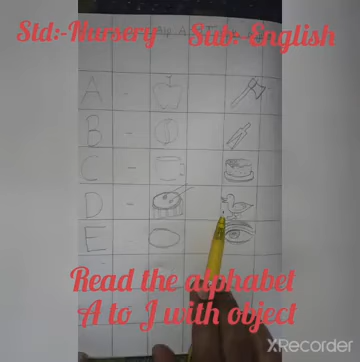 Std:-Nursery Sub:-English
A -
B -
C -
D -
E -
Read the alphabet
A to J with object
XRecorder